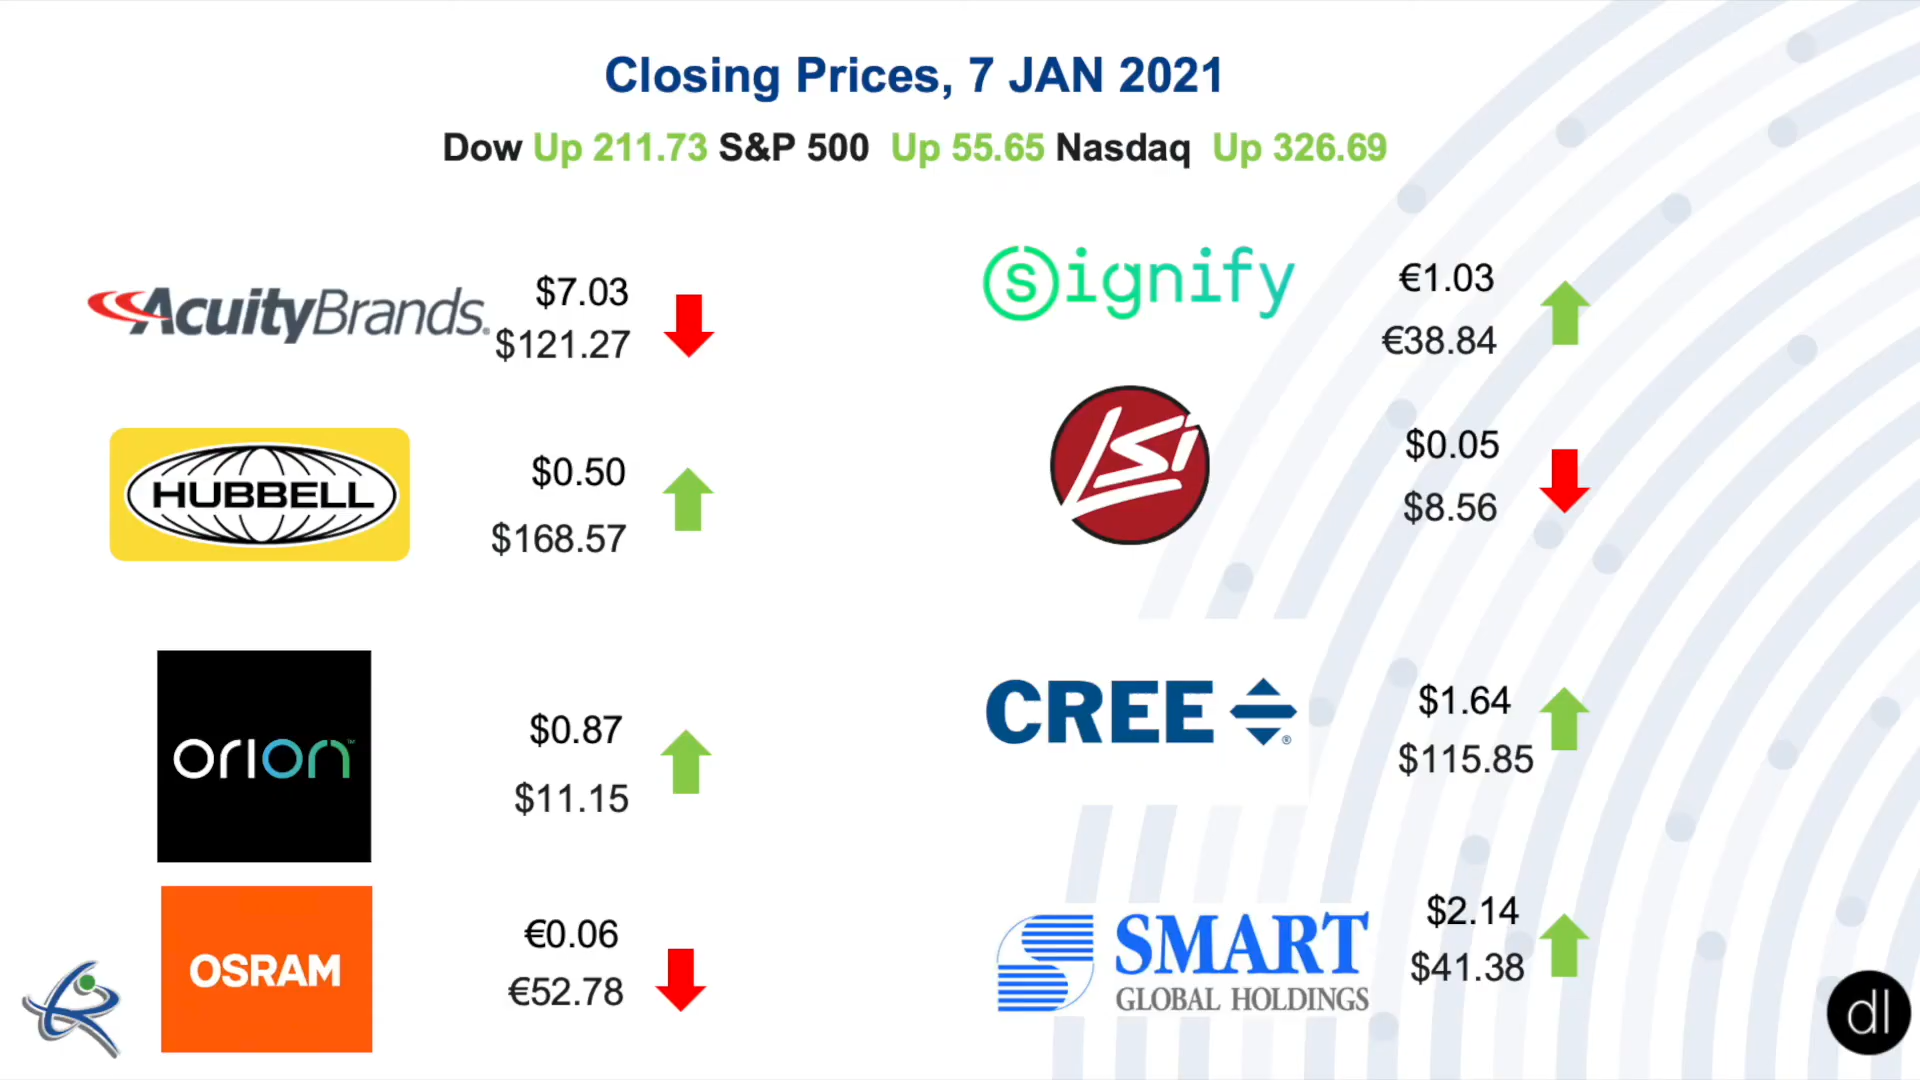 Closing Prices, 7 JAN 2021
Dow Up 211.73 S&P 500 Up 55.65 Nasdaq Up 326.69
AcuityBrands.
$7.03
$121.27
HUBBELL
$0.50
$168.57
orion™
$0.87
$11.15
OSRAM
€0.06
€52.78
signify
€1.03
€38.84
LSI
$0.05
$8.56
CREE®
$1.64
$115.85
SMART
GLOBAL HOLDINGS
$2.14
$41.38
dl